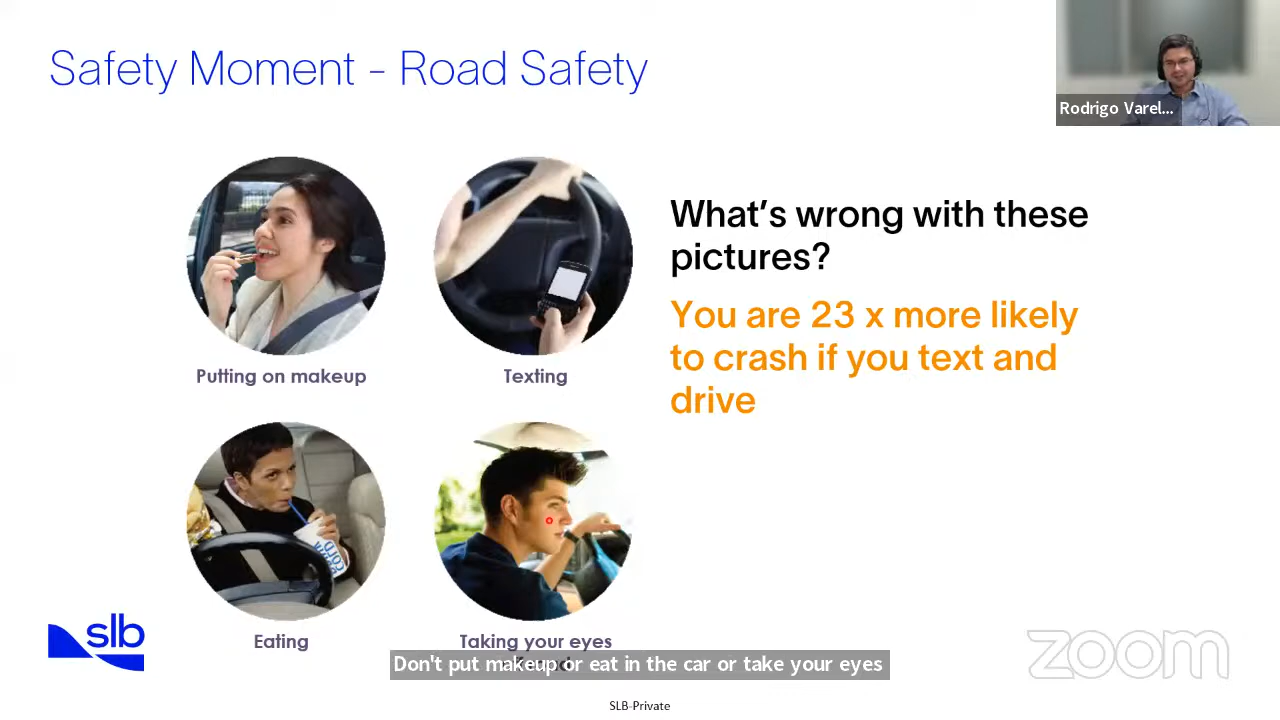 Safety Moment - Road Safety
Rodrigo Varel...
What's wrong with these
pictures?
You are 23 x more likely
to crash if you text and
drive
Putting on makeup
Texting
Eating
Taking your eyes
Don't put makeup or eat in the car or take your eyes
slb
zoom
SLB-Private